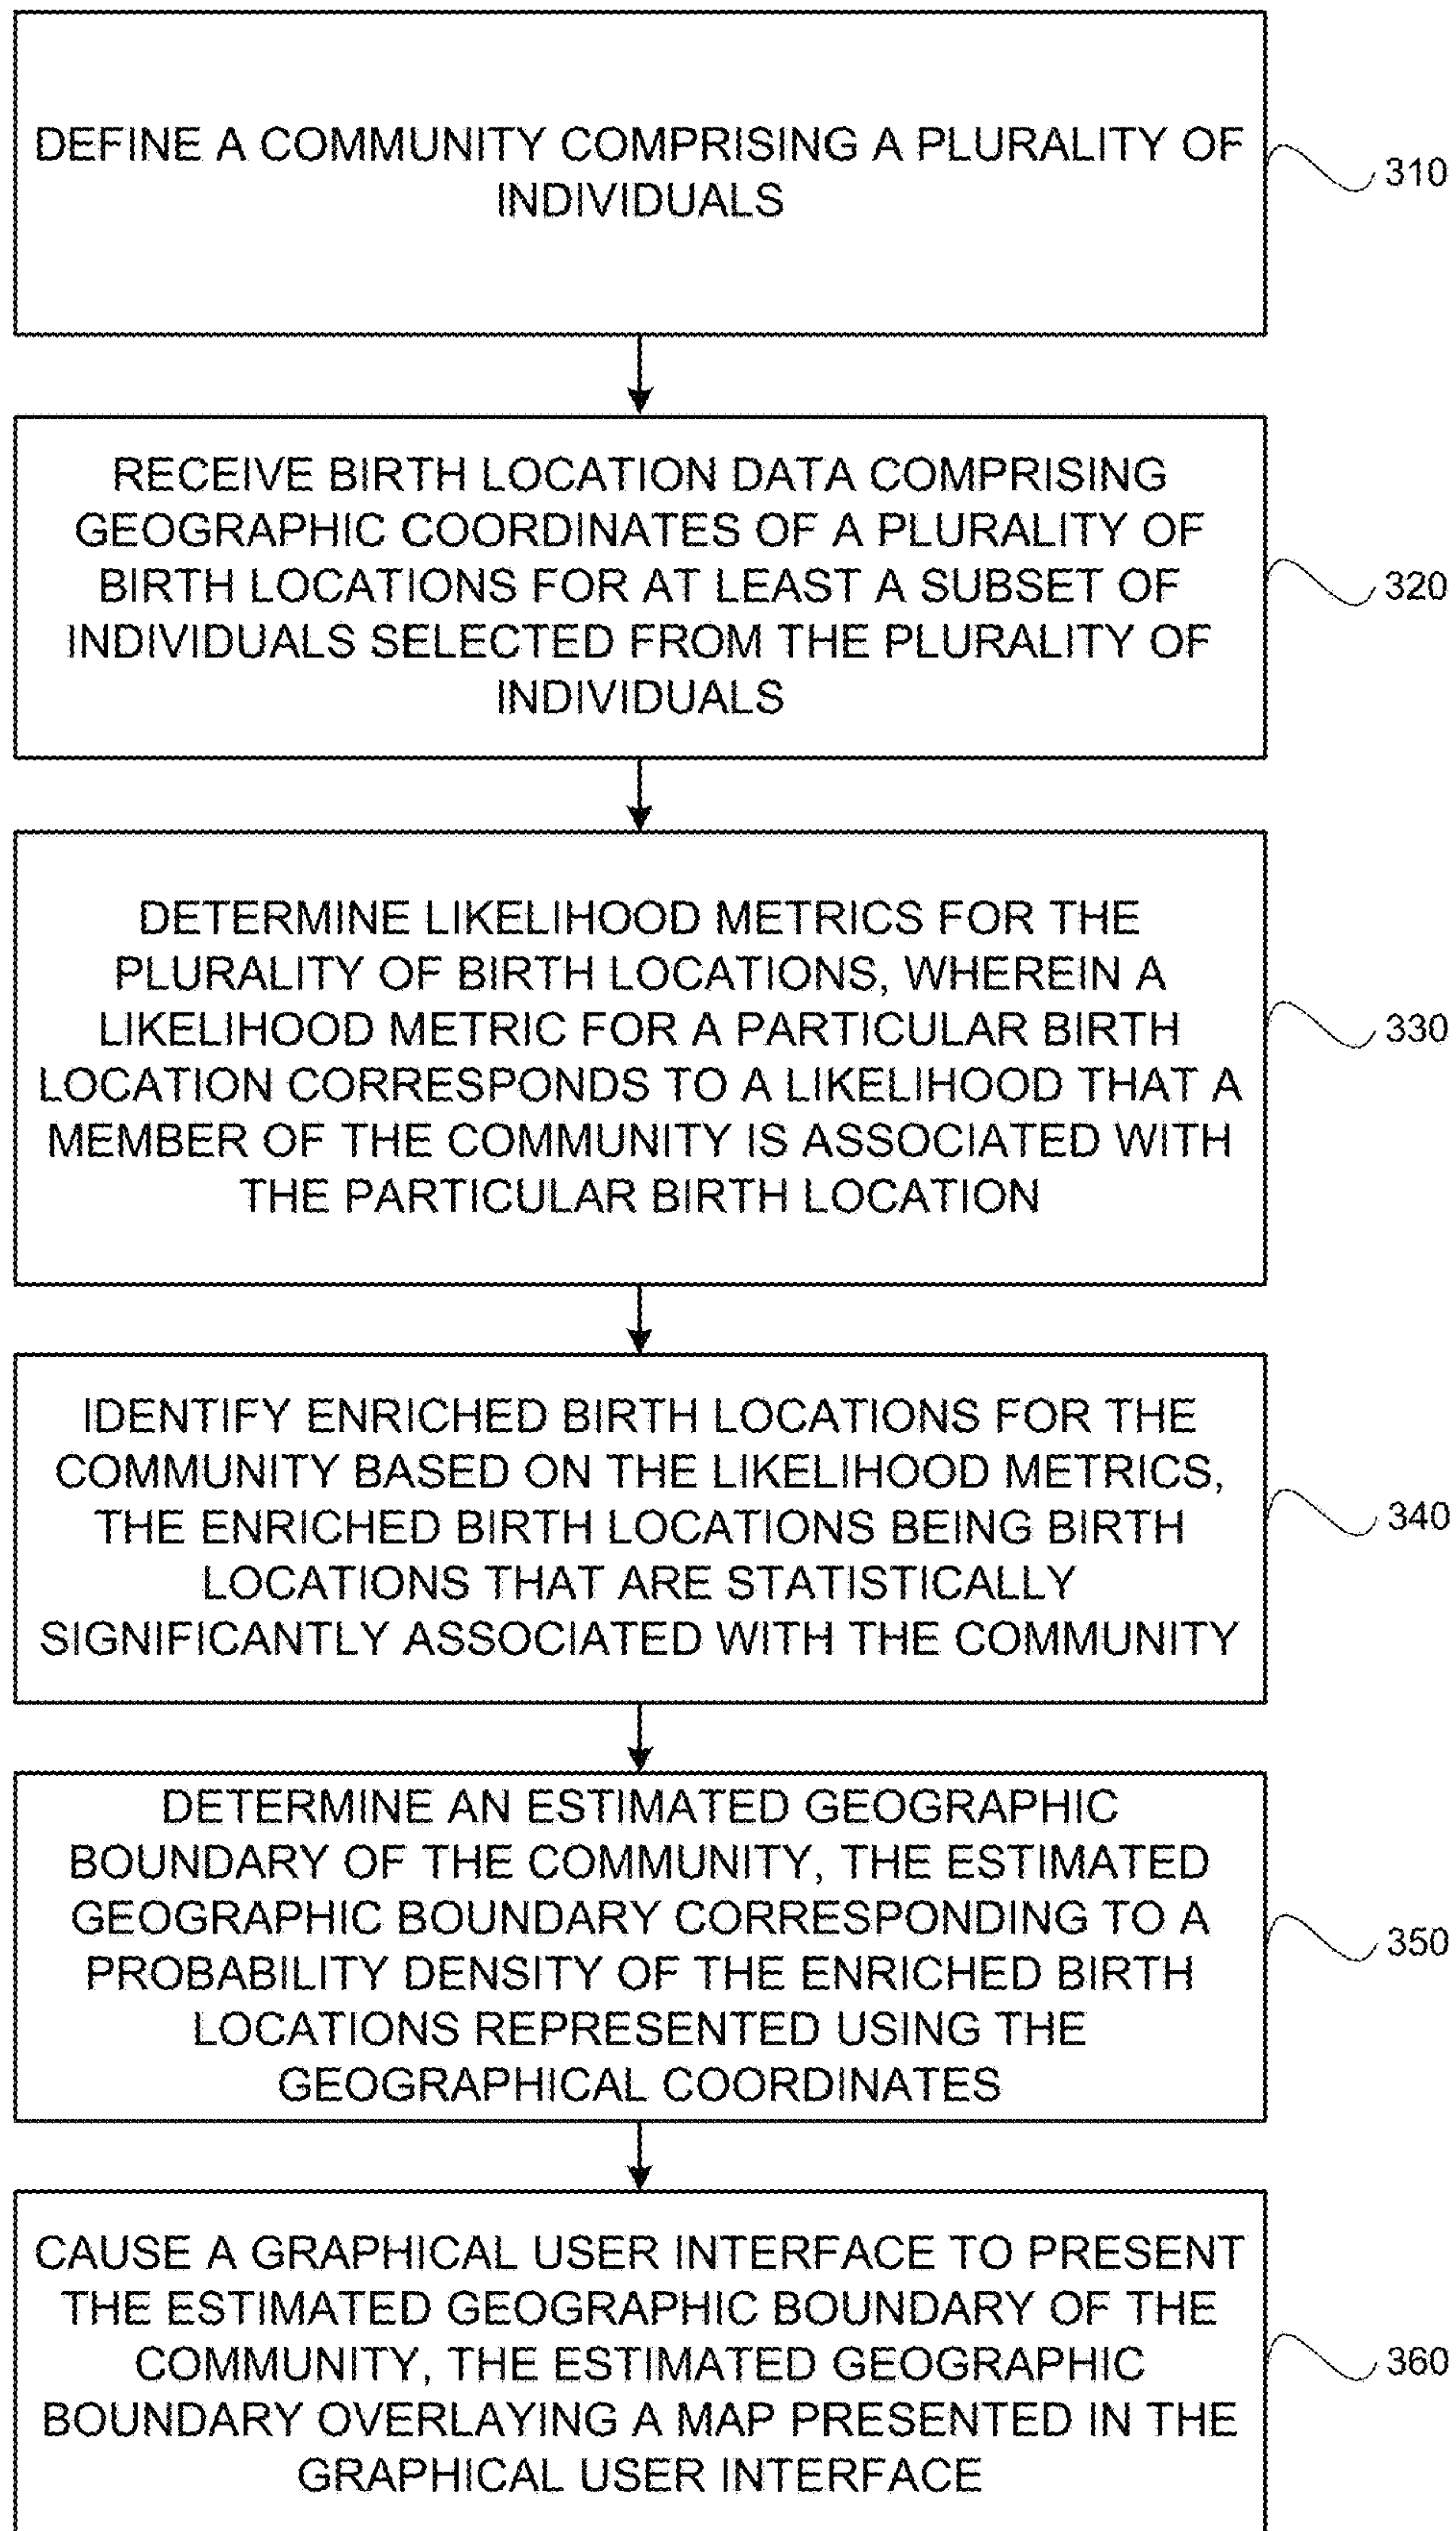 DEFINE A COMMUNITY COMPRISING A PLURALITY OF
INDIVIDUALS
310
RECEIVE BIRTH LOCATION DATA COMPRISING
GEOGRAPHIC COORDINATES OF A PLURALITY OF
BIRTH LOCATIONS FOR AT LEAST A SUBSET OF
INDIVIDUALS SELECTED FROM THE PLURALITY OF
INDIVIDUALS
320
DETERMINE LIKELIHOOD METRICS FOR THE
PLURALITY OF BIRTH LOCATIONS, WHEREIN A
LIKELIHOOD METRIC FOR A PARTICULAR BIRTH
LOCATION CORRESPONDS TO A LIKELIHOOD THAT A
MEMBER OF THE COMMUNITY IS ASSOCIATED WITH
THE PARTICULAR BIRTH LOCATION
330
IDENTIFY ENRICHED BIRTH LOCATIONS FOR THE
COMMUNITY BASED ON THE LIKELIHOOD METRICS,
THE ENRICHED BIRTH LOCATIONS BEING BIRTH
LOCATIONS THAT ARE STATISTICALLY
SIGNIFICANTLY ASSOCIATED WITH THE COMMUNITY
340
DETERMINE AN ESTIMATED GEOGRAPHIC
BOUNDARY OF THE COMMUNITY, THE ESTIMATED
GEOGRAPHIC BOUNDARY CORRESPONDING TO A
PROBABILITY DENSITY OF THE ENRICHED BIRTH
LOCATIONS REPRESENTED USING THE
GEOGRAPHICAL COORDINATES
350
CAUSE A GRAPHICAL USER INTERFACE TO PRESENT
THE ESTIMATED GEOGRAPHIC BOUNDARY OF THE
COMMUNITY, THE ESTIMATED GEOGRAPHIC
BOUNDARY OVERLAYING A MAP PRESENTED IN THE
GRAPHICAL USER INTERFACE
360